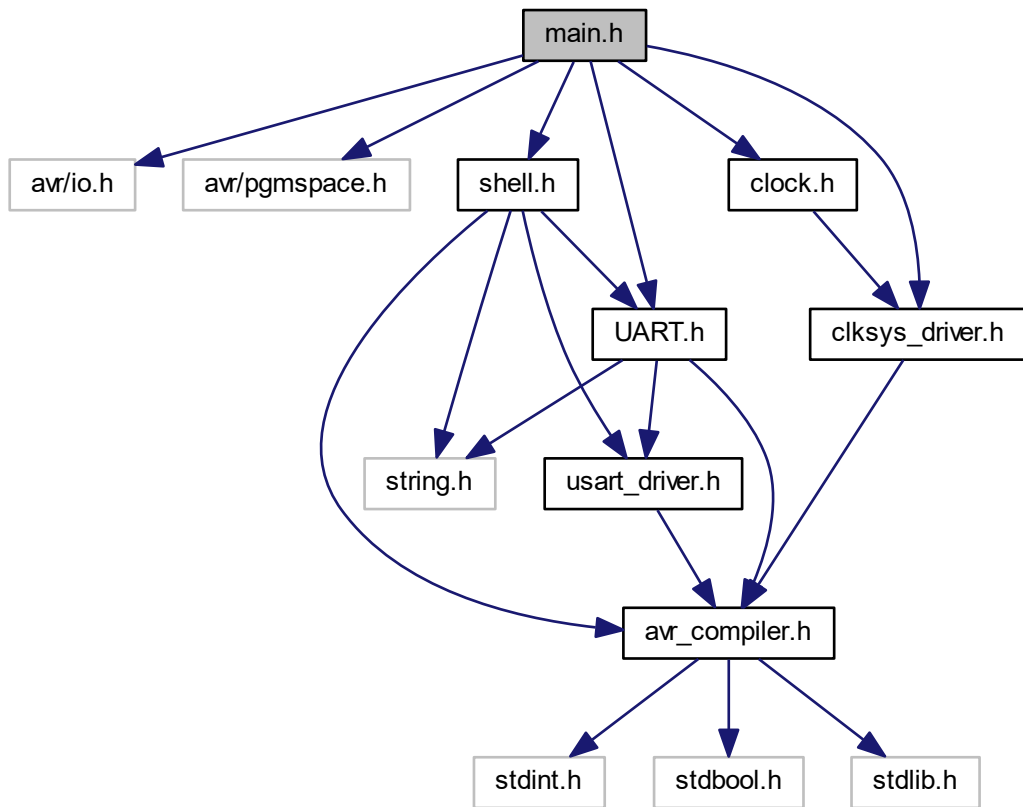 main.h
avr/io.h
avr/pgmspace.h
shell.h
clock.h
UART.h
clksys_driver.h
string.h
usart_driver.h
avr_compiler.h
stdint.h
stdbool.h
stdlib.h